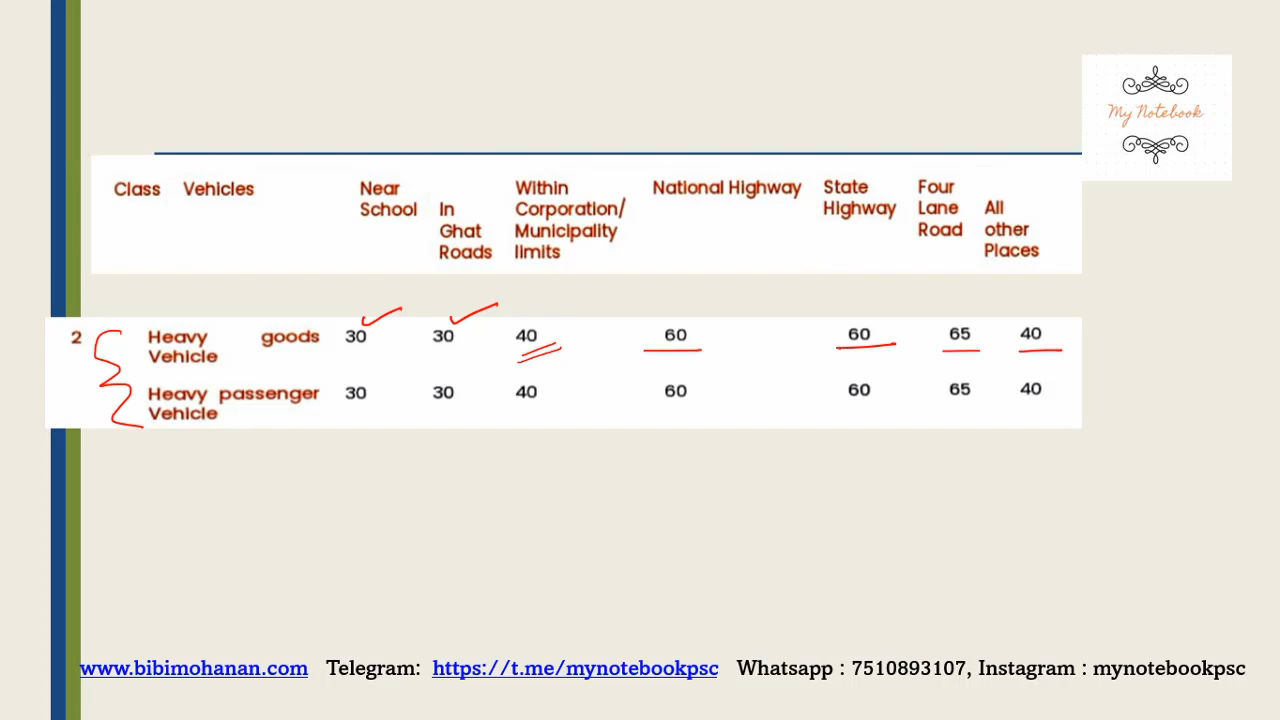 My Notebook
Class Vehicles Near School In Ghat Roads Within Corporation/ Municipality limits National Highway State Highway Four Lane Road All other Places
2 Heavy goods Vehicle 30 30 40 60 60 65 40
Heavy passenger Vehicle 30 30 40 60 60 65 40
www.bibimohanan.com Telegram: https://t.me/mynotebookpsc Whatsapp : 7510893107, Instagram : mynotebookpsc